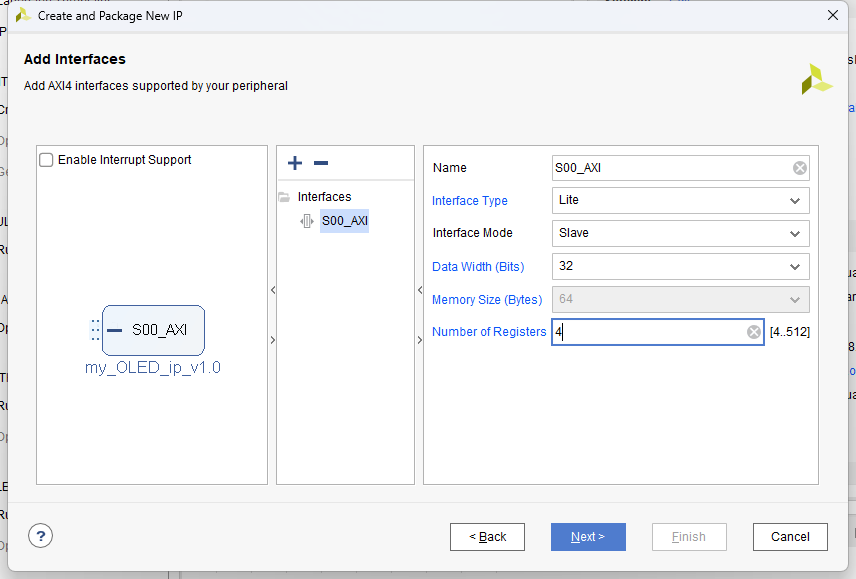 Create and Package New IP
Add Interfaces
Add AXI4 interfaces supported by your peripheral
Enable Interrupt Support
S00_AXI
my_OLED_ip_v1.0
Interfaces
S00_AXI
Name S00_AXI
Interface Type Lite
Interface Mode Slave
Data Width (Bits) 32
Memory Size (Bytes) 64
Number of Registers 4 [4..512]
? < Back Next > Finish Cancel